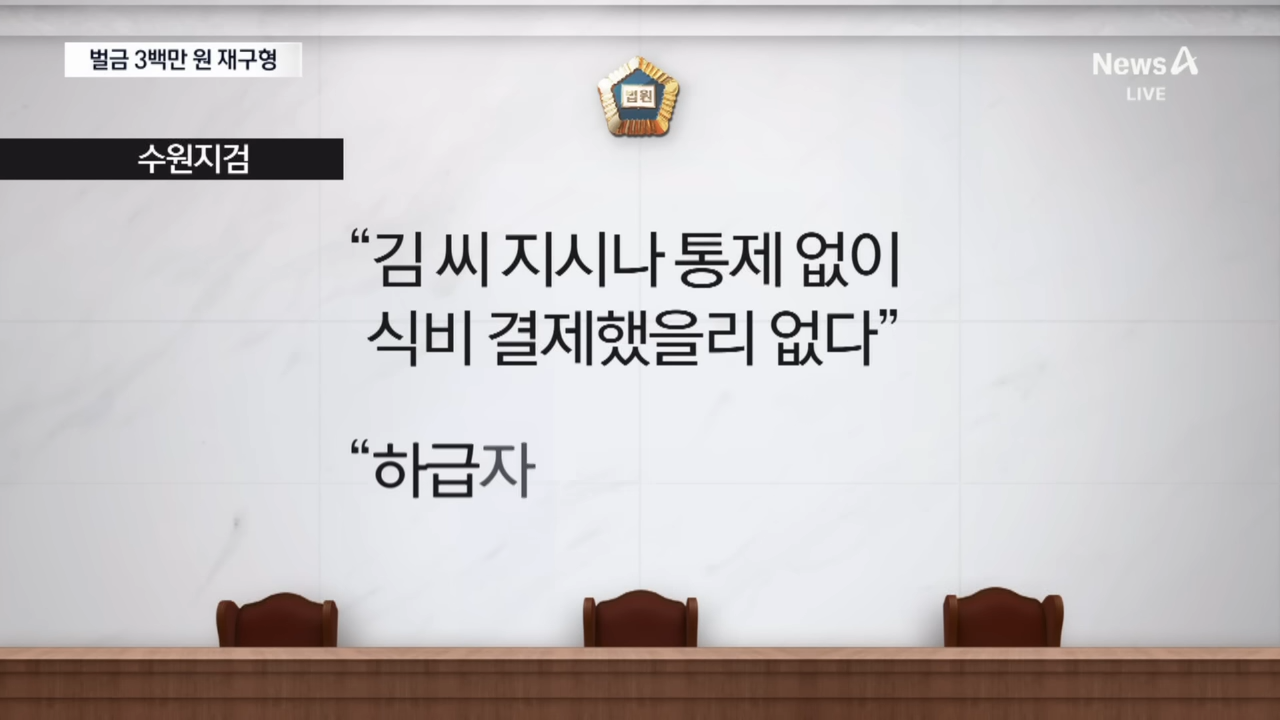 벌금 3백만 원 재구형
News A
LIVE
법원
수원지검
“김 씨 지시나 통제 없이
식비 결제했을리 없다”
“하급자